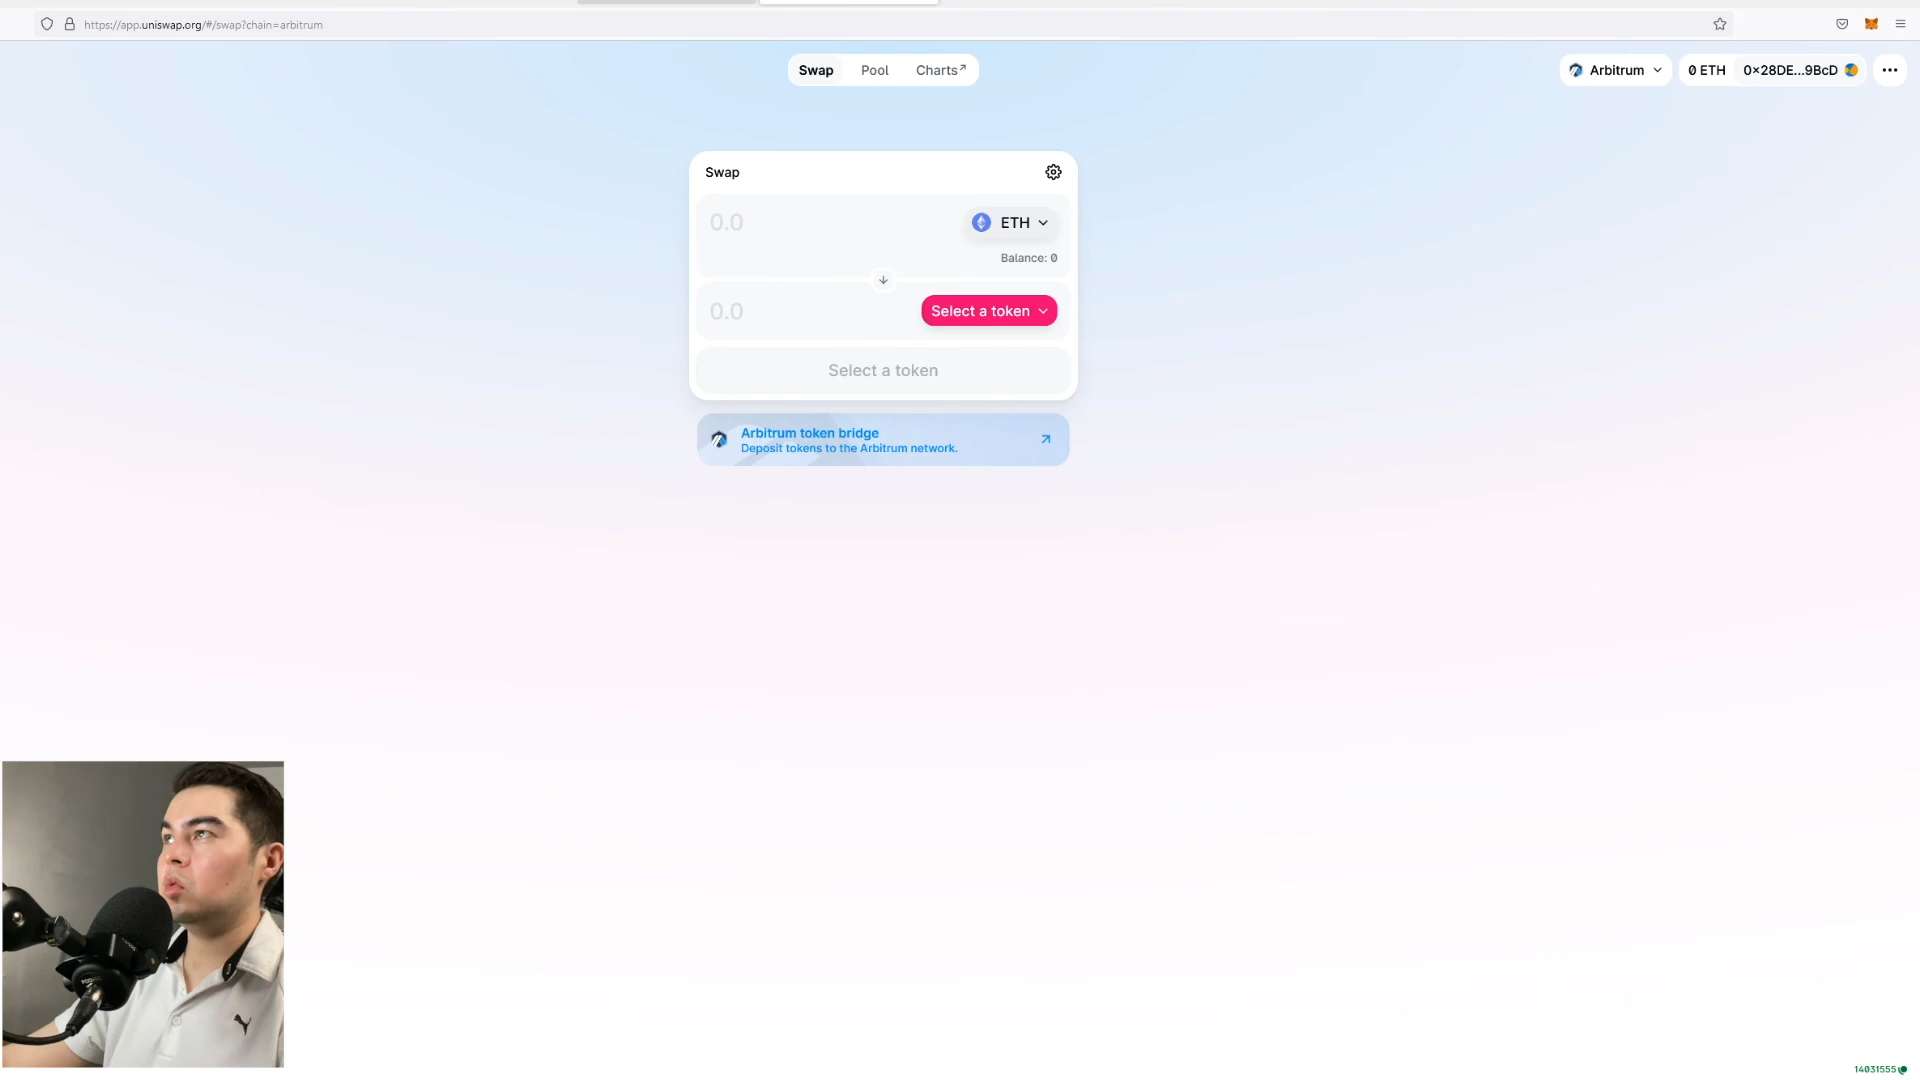 https://app.uniswap.org/#/swap?chain=arbitrum
Swap
Pool
Charts↗
Arbitrum
0 ETH
0x28DE...9BcD
Swap
0.0
ETH
Balance: 0
0.0
Select a token
Select a token
Arbitrum token bridge
Deposit tokens to the Arbitrum network.
14031555